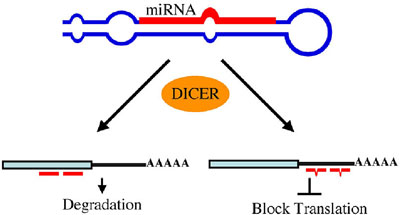 miRNA
DICER
AAAAA
AAAAA
Degradation
Block Translation